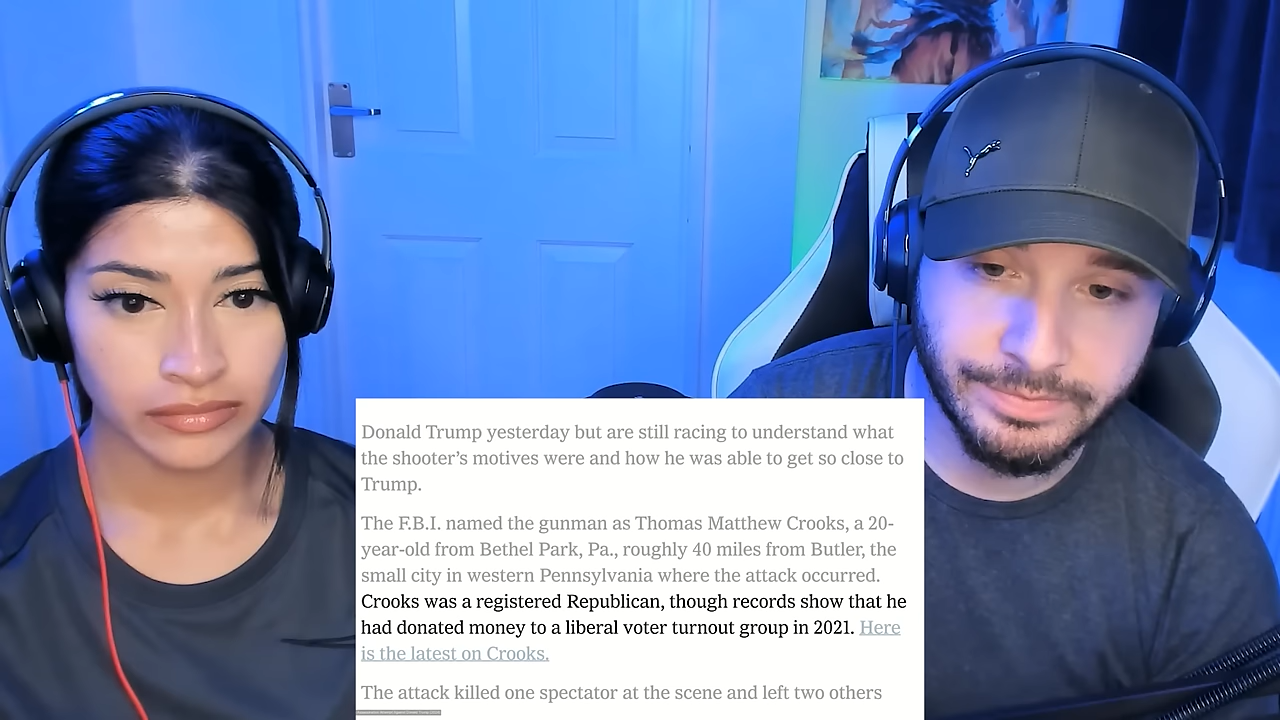 Donald Trump yesterday but are still racing to understand what
the shooter's motives were and how he was able to get so close to
Trump.
The F.B.I. named the gunman as Thomas Matthew Crooks, a 20-
year-old from Bethel Park, Pa., roughly 40 miles from Butler, the
small city in western Pennsylvania where the attack occurred.
Crooks was a registered Republican, though records show that he
had donated money to a liberal voter turnout group in 2021. Here
is the latest on Crooks.
The attack killed one spectator at the scene and left two others